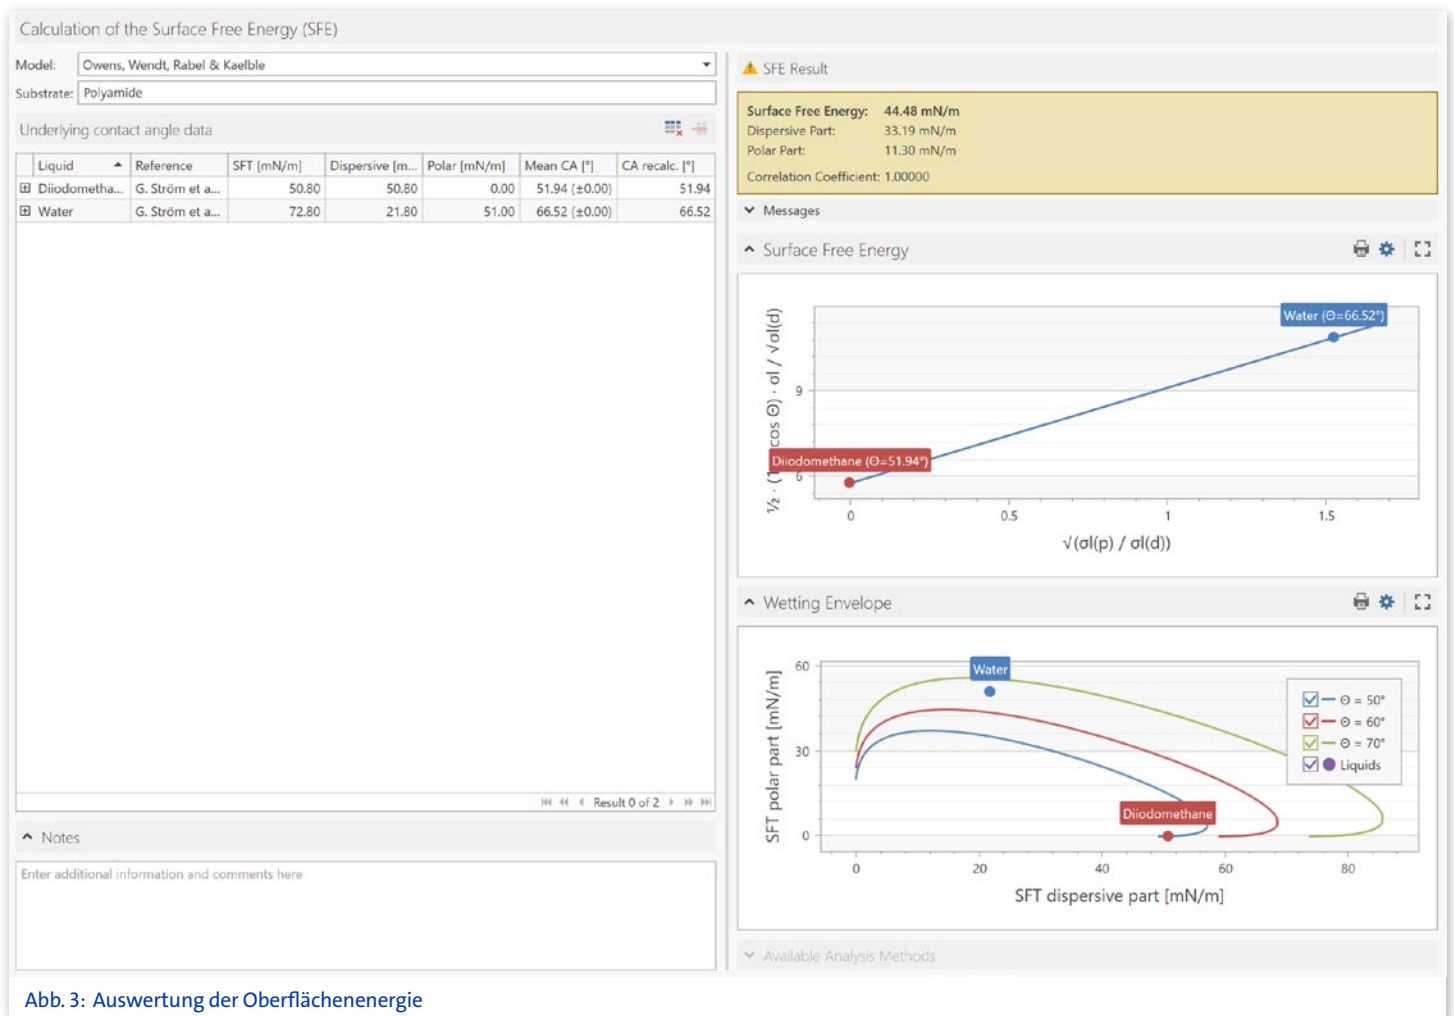 Calculation of the Surface Free Energy (SFE)
Model: Owens, Wendt, Rabel & Kaelble
Substrate: Polyamide
Underlying contact angle data
Liquid Reference SFT [mN/m] Dispersive [m... Polar [mN/m] Mean CA [°] CA recalc. [°]
Diiodometha... G. Ström et a... 50.80 50.80 0.00 51.94 (±0.00) 51.94
Water G. Ström et a... 72.80 21.80 51.00 66.52 (±0.00) 66.52
Result 0 of 2
Notes
Enter additional information and comments here
SFE Result
Surface Free Energy: 44.48 mN/m
Dispersive Part: 33.19 mN/m
Polar Part: 11.30 mN/m
Correlation Coefficient: 1.00000
Messages
Surface Free Energy
½ · (1 cos Θ) · σl / √σl(d)
Water (Θ=66.52°)
9
Diiodomethane (Θ=51.94°)
6
0 0.5 1 1.5
√(σl(p) / σl(d))
Wetting Envelope
SFT polar part [mN/m]
60
30
0
Water
Diiodomethane
Θ = 50°
Θ = 60°
Θ = 70°
Liquids
0 20 40 60 80
SFT dispersive part [mN/m]
Available Analysis Methods
Abb. 3: Auswertung der Oberflächenenergie